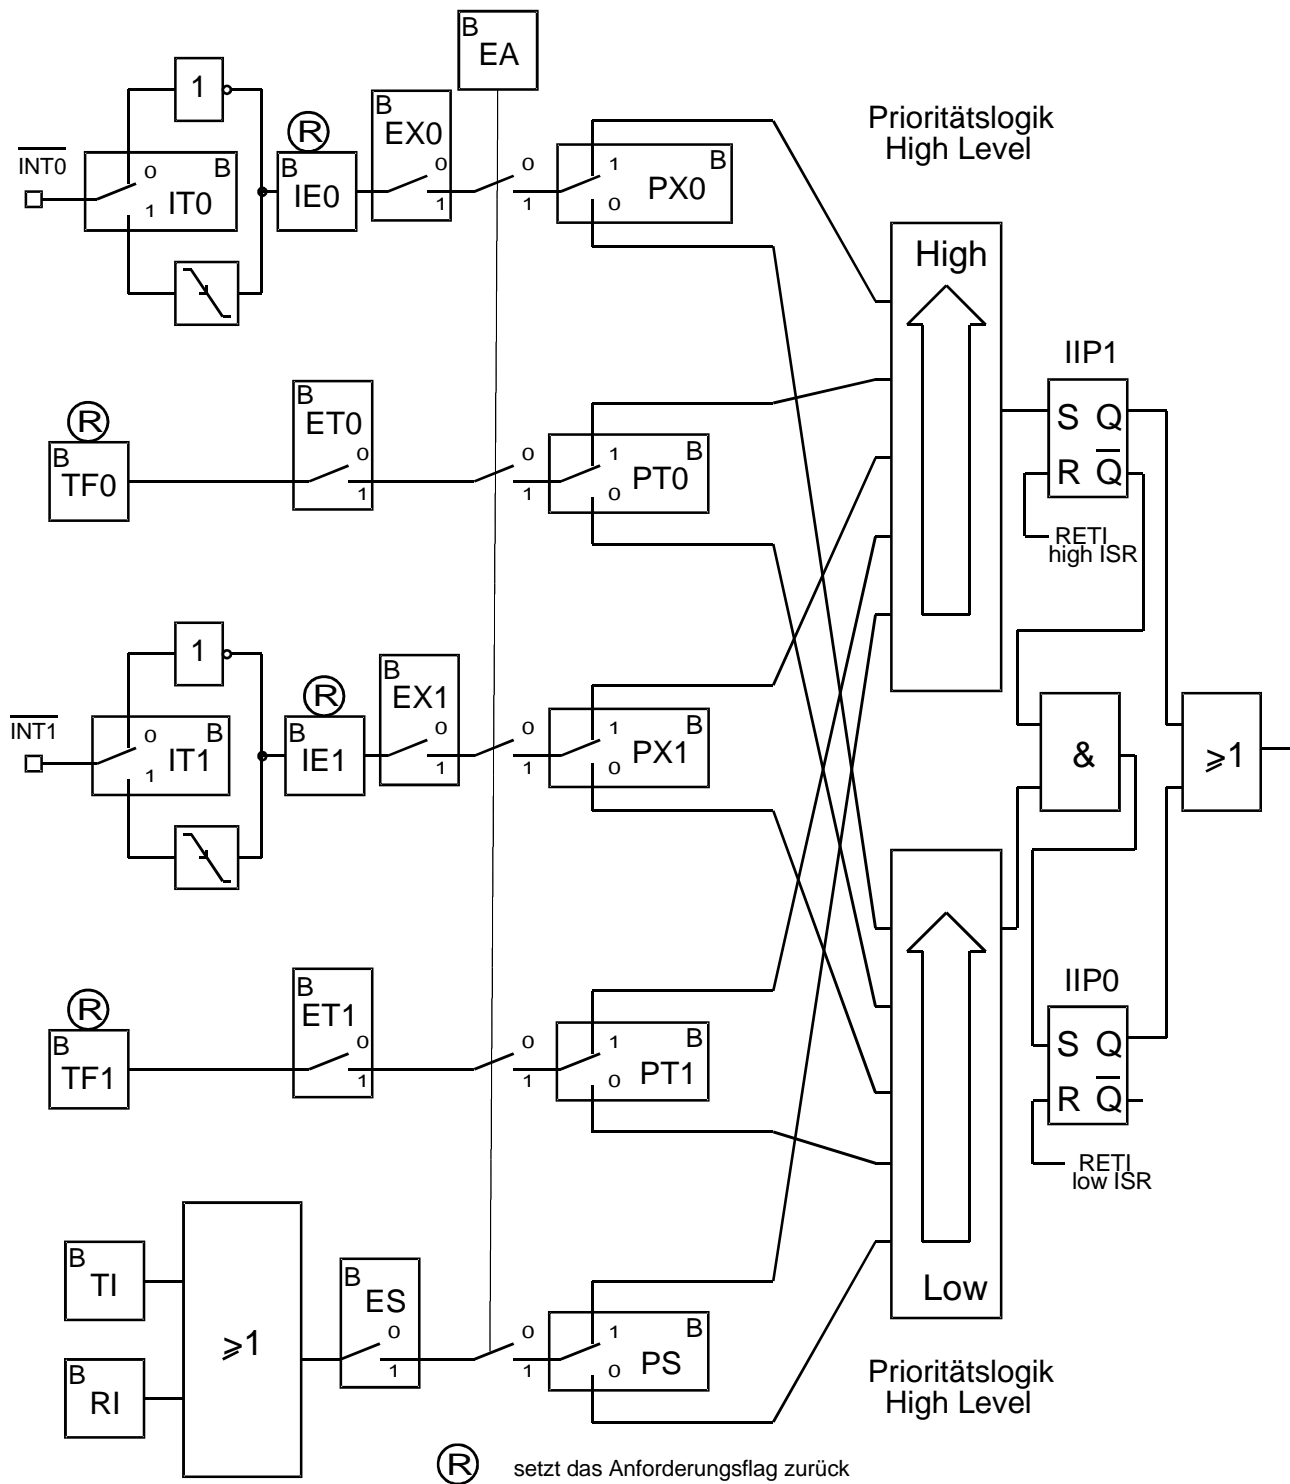 B
EA
1
B
EX0
0
1
0
1
Prioritätslogik
High Level
INT0
0
1
IT0
B
R
B
IE0
1
0
PX0
B
High
IIP1
S Q
R Q
RETI
high ISR
R
B
TF0
B
ET0
0
1
0
1
1
0
PT0
B
1
INT1
0
1
IT1
B
R
B
IE1
B
EX1
0
1
0
1
1
0
PX1
B
&
≥1
R
B
TF1
B
ET1
0
1
0
1
1
0
PT1
B
IIP0
S Q
R Q
RETI
low ISR
B
TI
B
RI
≥1
B
ES
0
1
0
1
1
0
PS
B
Low
Prioritätslogik
High Level
R setzt das Anforderungsflag zurück